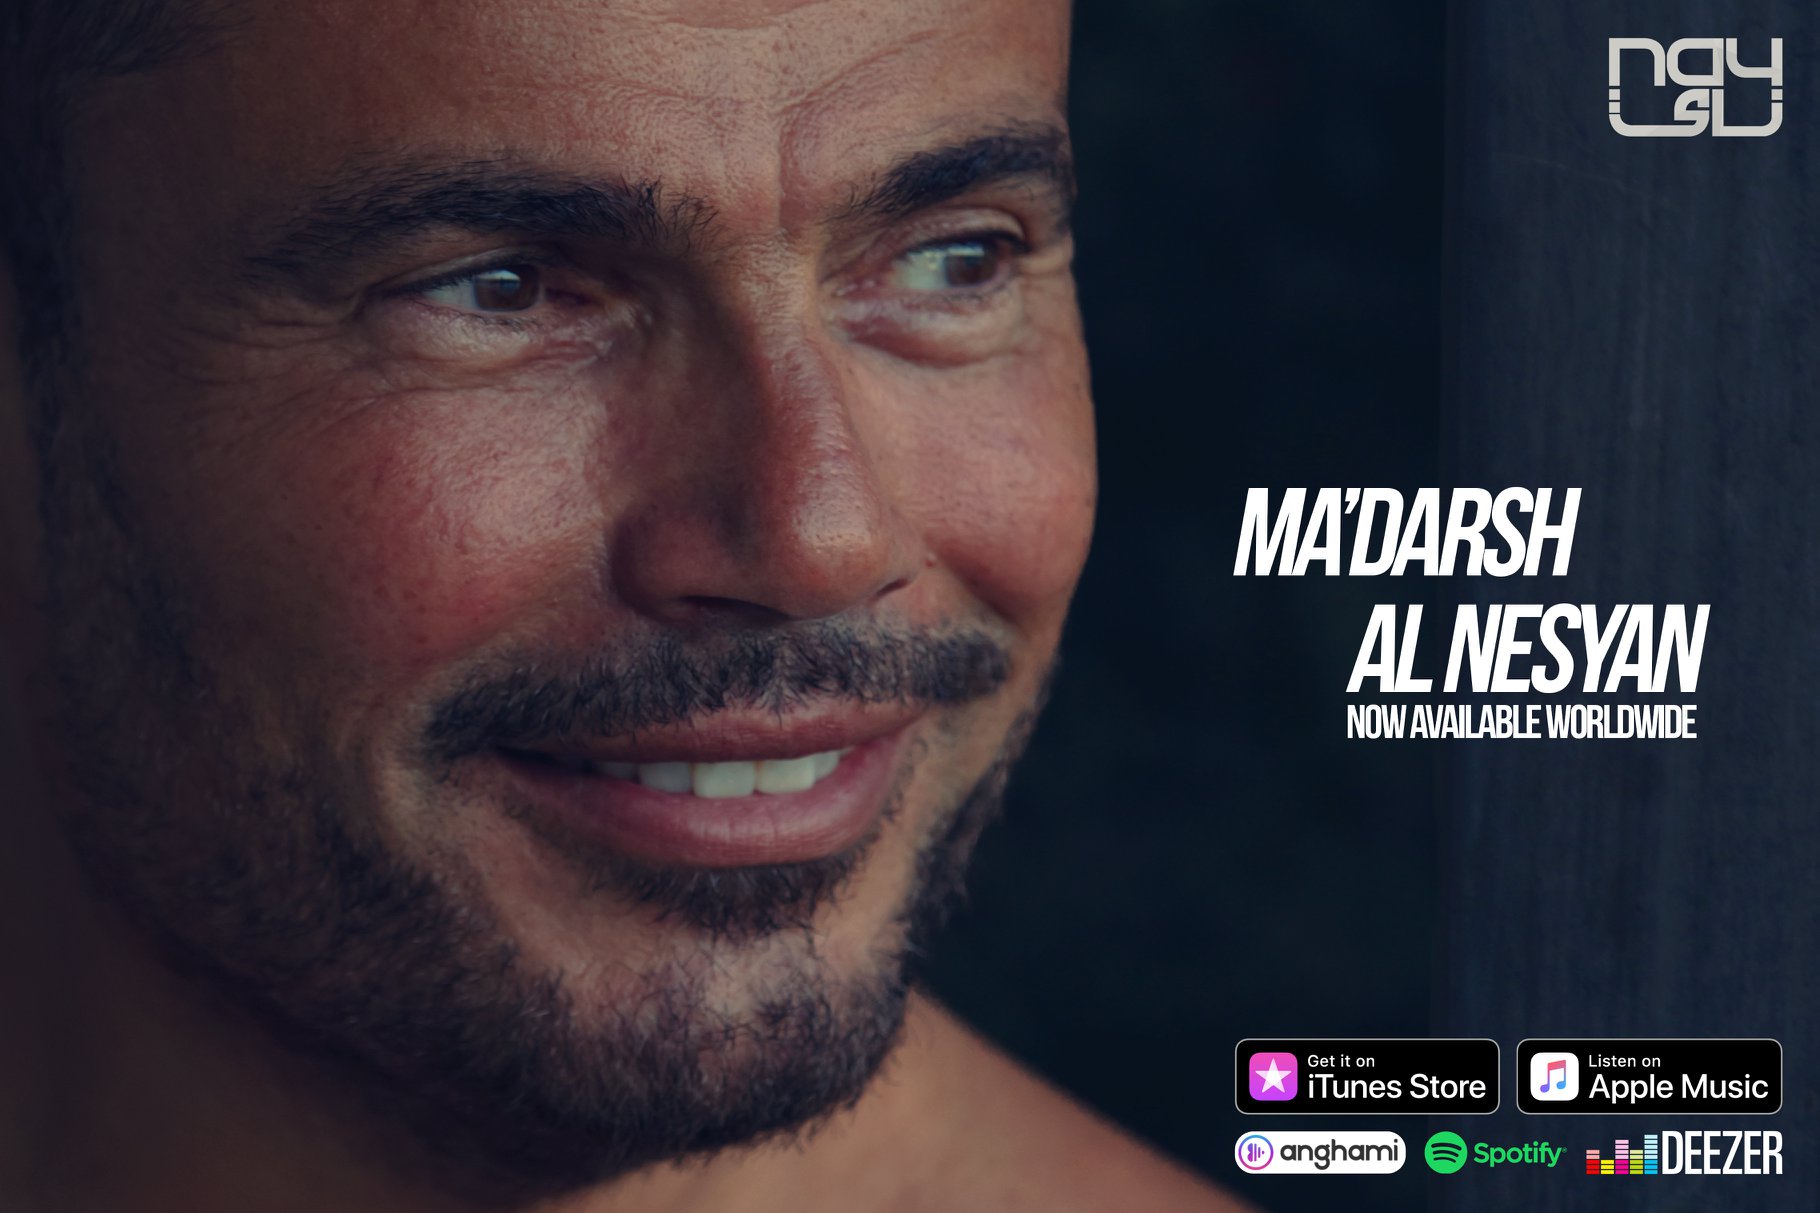 nay
MA'DARSH
AL NESYAN
NOW AVAILABLE WORLDWIDE
Get it on
iTunes Store
Listen on
Apple Music
anghami
Spotify®
DEEZER